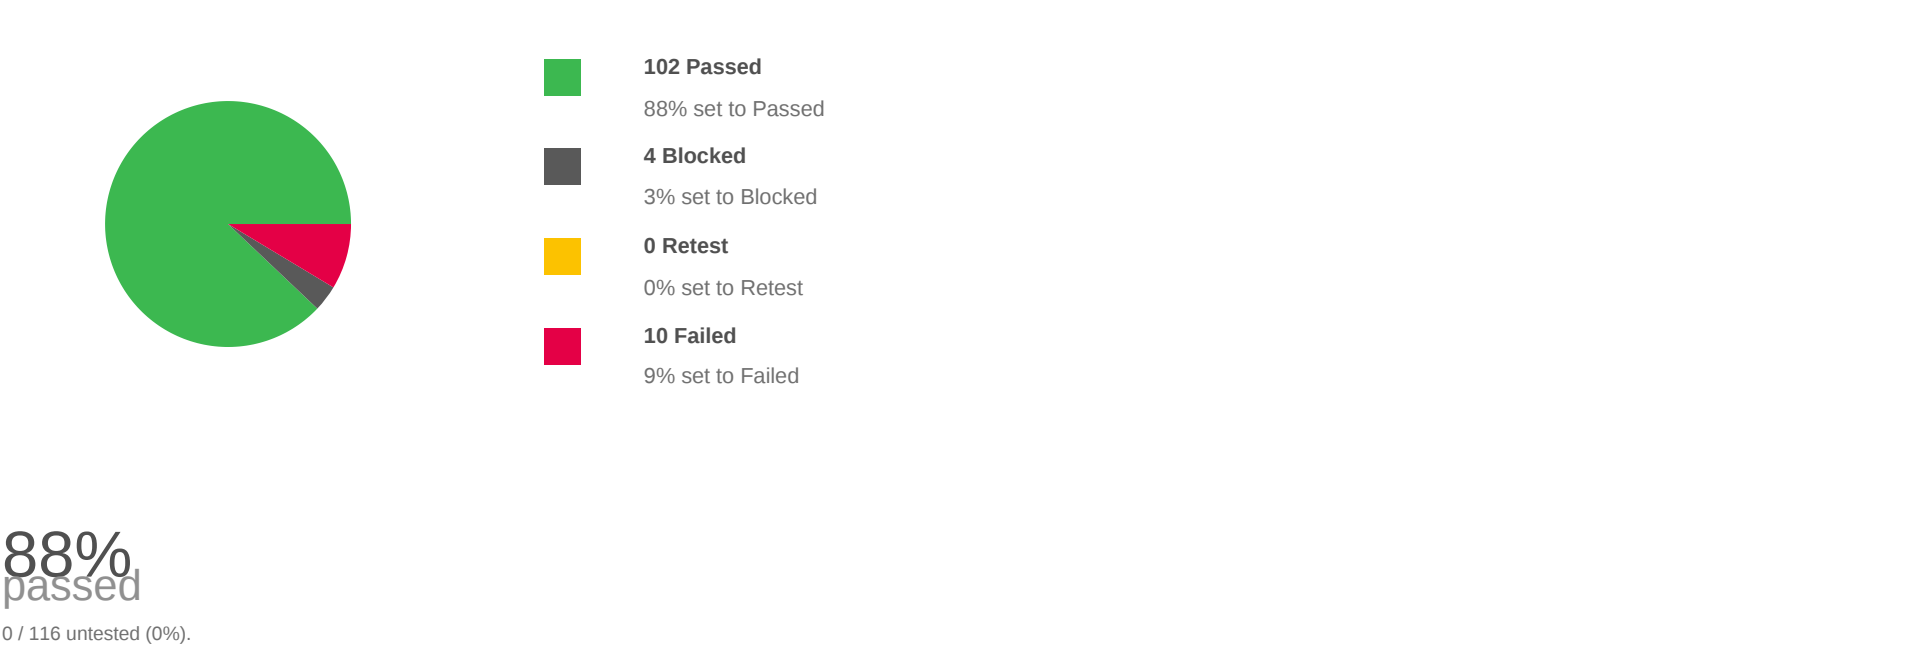 102 Passed
88% set to Passed
4 Blocked
3% set to Blocked
0 Retest
0% set to Retest
10 Failed
9% set to Failed
88%
passed
0 / 116 untested (0%).